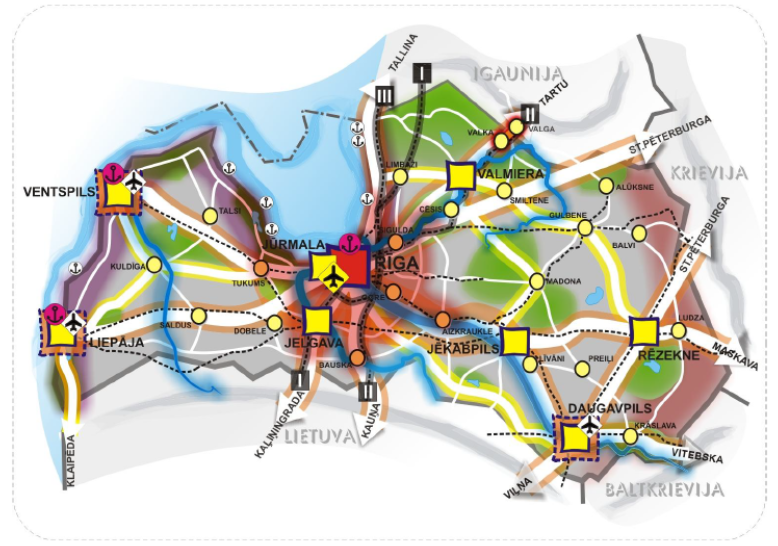 TALLINA
I
III
IGAUNIJA
II
TARTU
VALKA
VALGA
ST.PĒTERBURGA
KRIEVIJA
LIMBAŽI
VALMIERA
VENTSPILS
SMILTENE
ALŪKSNE
TALSI
CĒSIS
GULBENE
SIGULDA
BALVI
ST.PĒTERBURGA
JŪRMALA
RĪGA
KULDĪGA
TUKUMS
MADONA
OGRE
LUDZA
SALDUS
DOBELE
AIZKRAUKLE
LIEPĀJA
JELGAVA
JĒKABPILS
RĒZEKNE
MASKAVA
BAUSKA
LĪVĀNI
PREIĻI
I
II
DAUGAVPILS
KALININGRADA
LIETUVA
KAUŅA
KRĀSLAVA
KLAIPĒDA
VITEBSKA
VIĻŅA
BALTKRIEVIJA